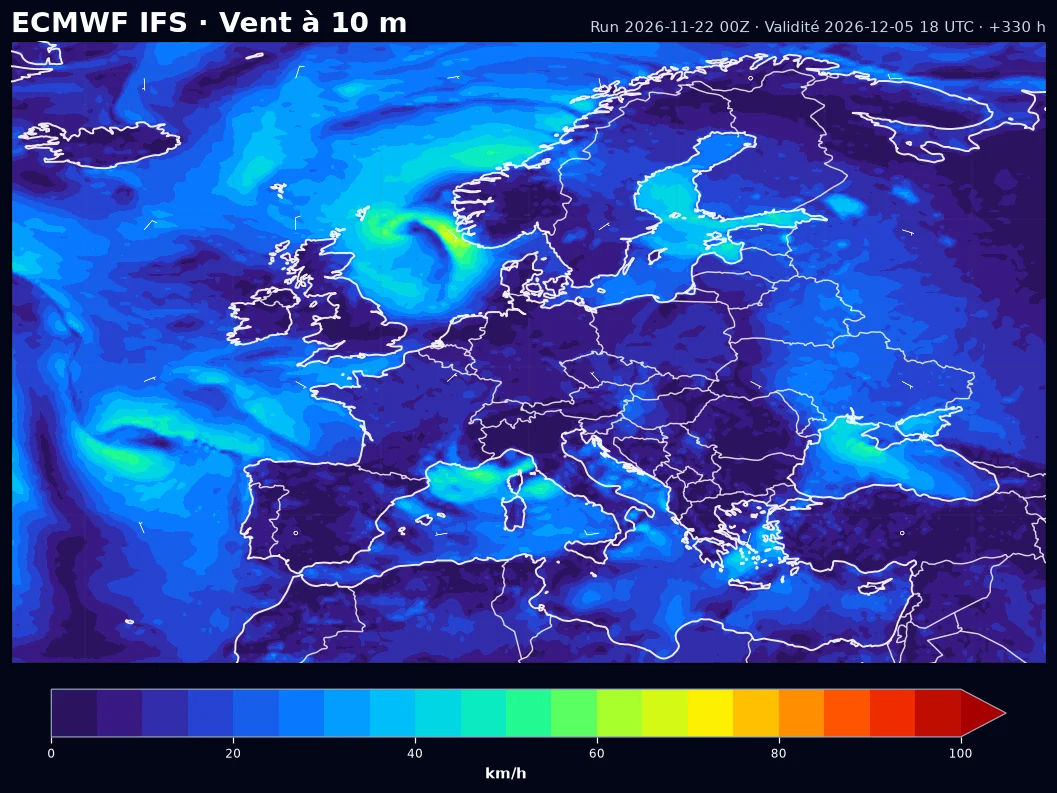 ECMWF IFS · Vent à 10 m
Run 2026-11-22 00Z · Validité 2026-12-05 18 UTC · +330 h
0 20 40 60 80 100
km/h